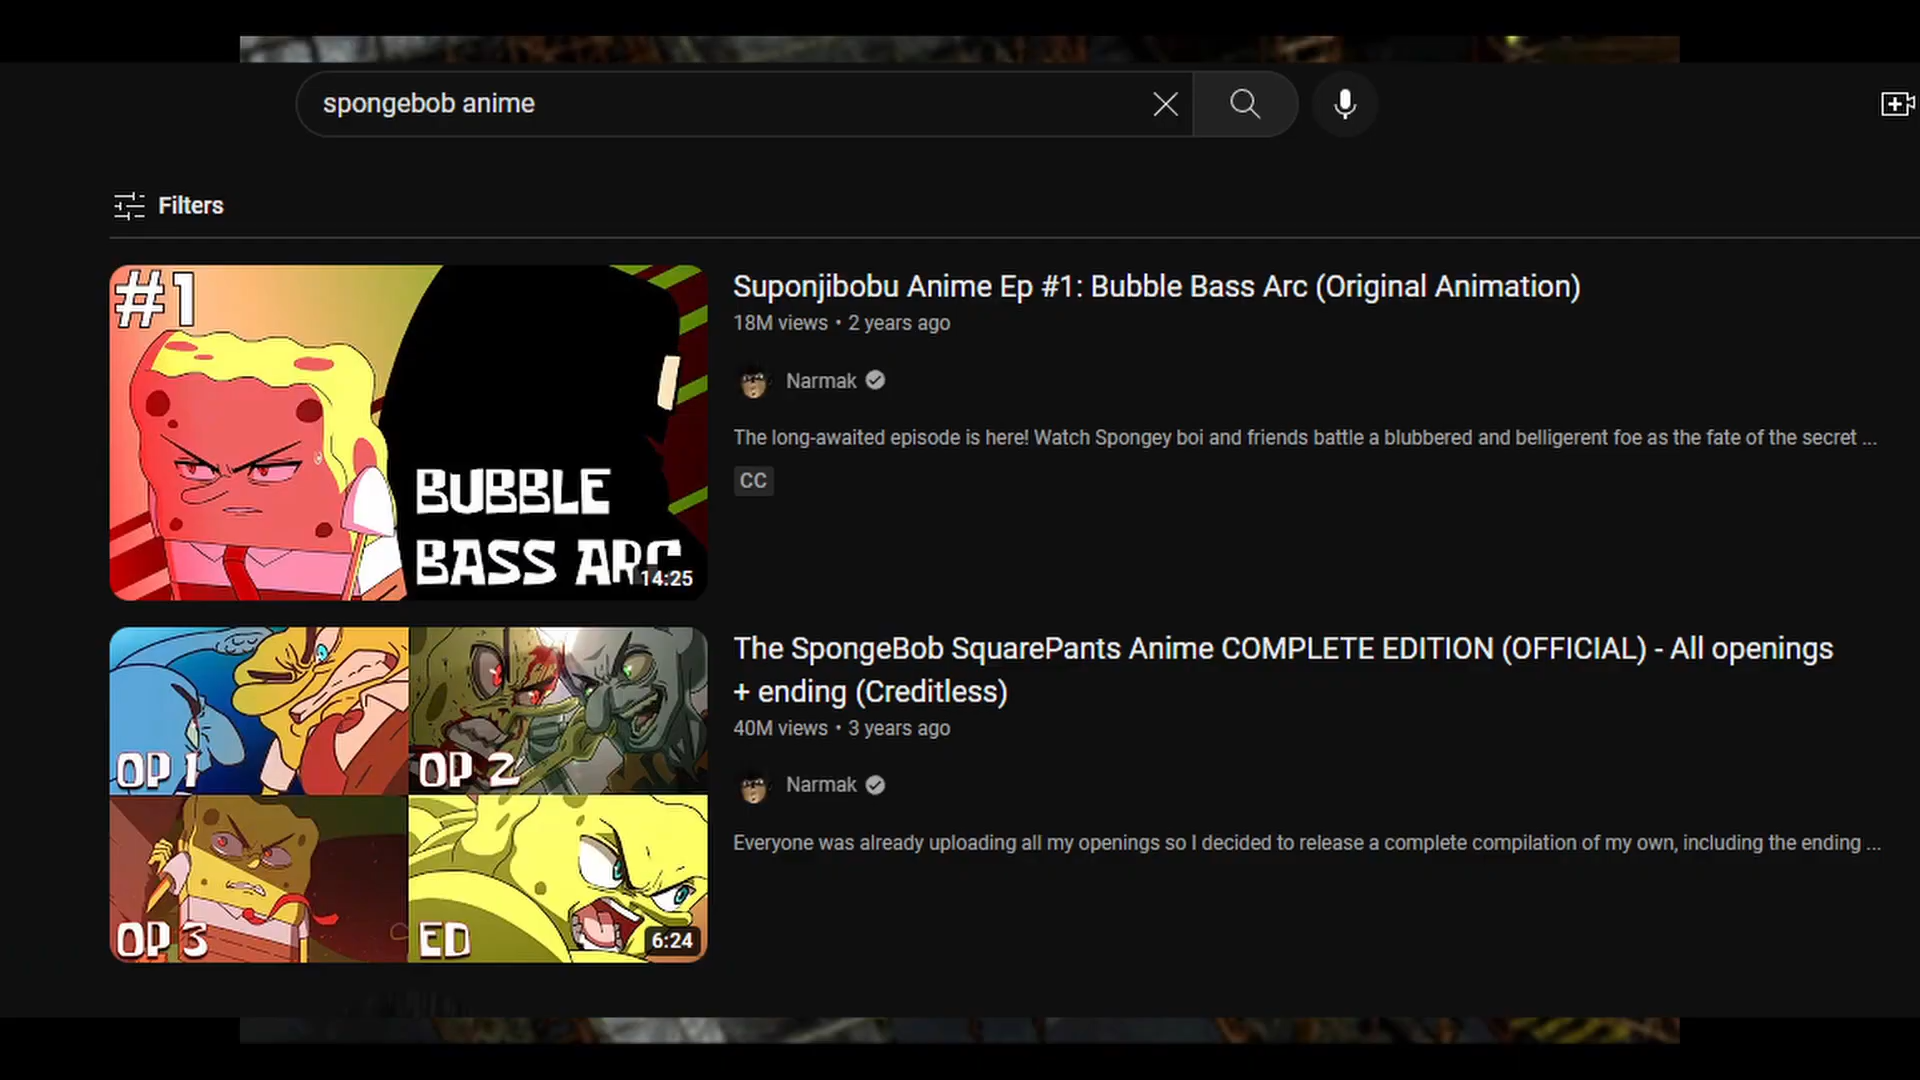 spongebob anime
Filters
#1
BUBBLE
BASS ARC
14:25
Suponjibobu Anime Ep #1: Bubble Bass Arc (Original Animation)
18M views • 2 years ago
Narmak
The long-awaited episode is here! Watch Spongey boi and friends battle a blubbered and belligerent foe as the fate of the secret ...
CC
OP 1
OP 2
OP 3
ED
6:24
The SpongeBob SquarePants Anime COMPLETE EDITION (OFFICIAL) - All openings
+ ending (Creditless)
40M views • 3 years ago
Narmak
Everyone was already uploading all my openings so I decided to release a complete compilation of my own, including the ending ...